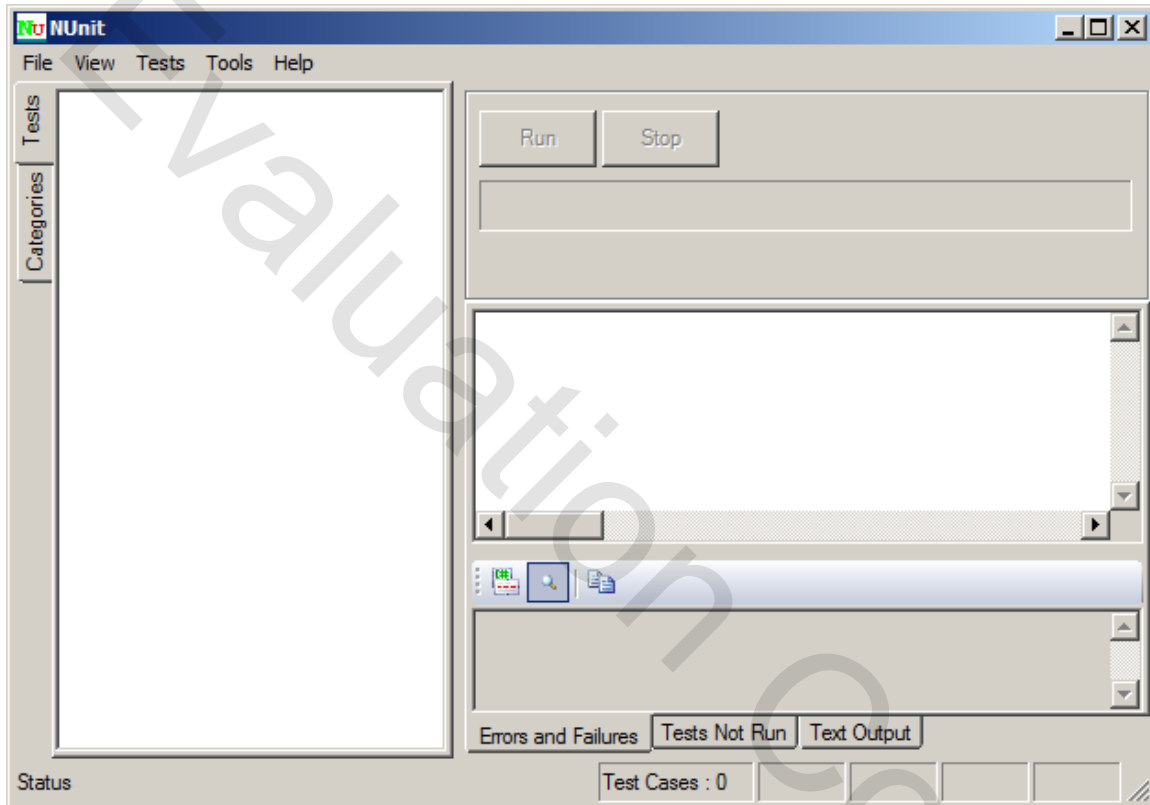 NU NUnit
File View Tests Tools Help
Tests
Categories
Run Stop
Errors and Failures Tests Not Run Text Output
Status Test Cases : 0
C#
Evaluation Co